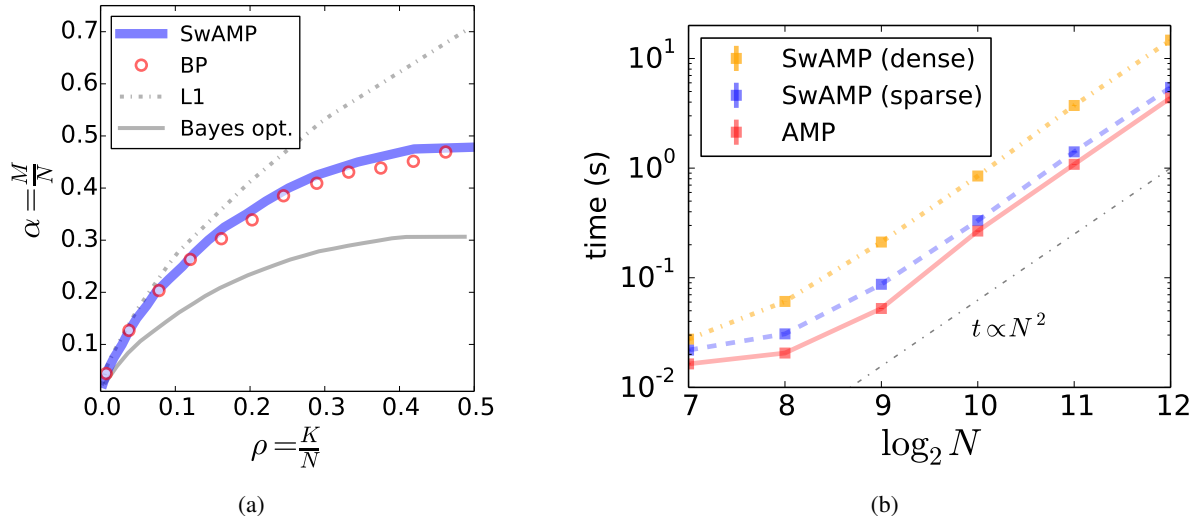 0.7
0.6
0.5
0.4
0.3
0.2
0.1
α = M/N
SwAMP
BP
L1
Bayes opt.
0.0 0.1 0.2 0.3 0.4 0.5
ρ = K/N
(a)
10^1
10^0
10^-1
10^-2
time (s)
SwAMP (dense)
SwAMP (sparse)
AMP
t ∝ N^2
7 8 9 10 11 12
log_2 N
(b)